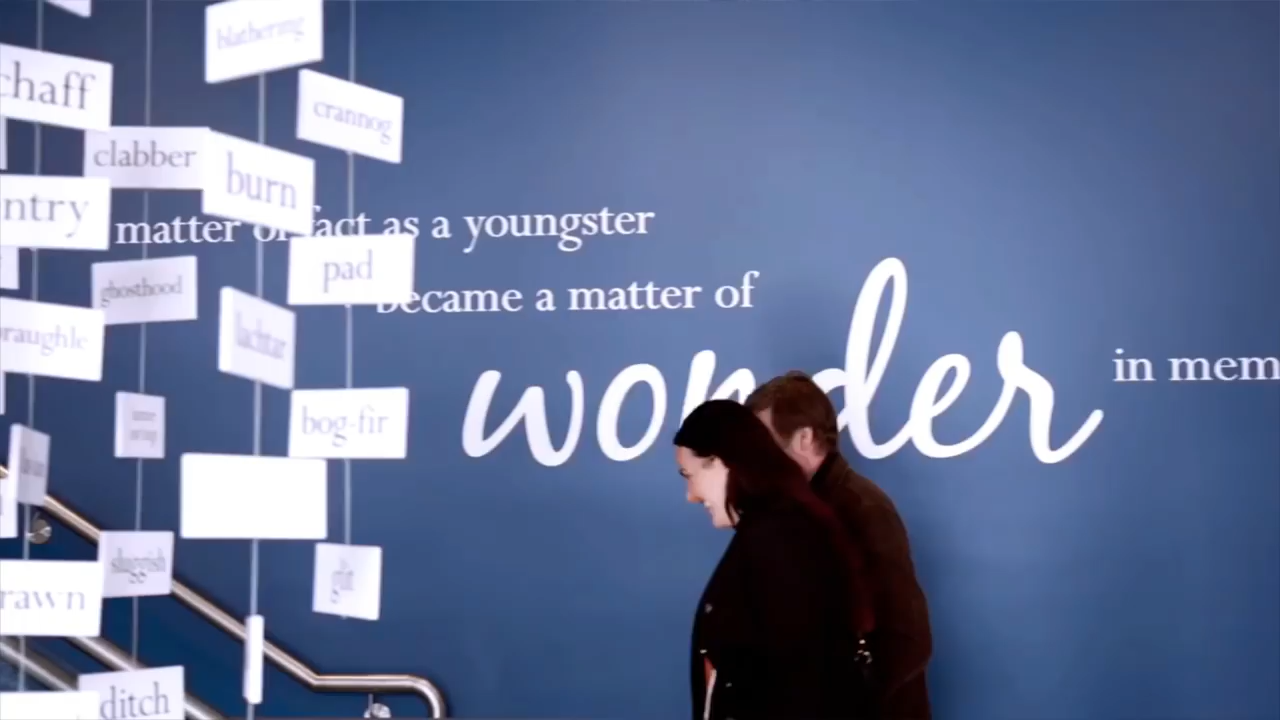 blathering
chaff
crannog
clabber
burn
ntry
matter of fact as a youngster
pad
became a matter of
ghosthood
lachtar
raughle
wonder
in mem
bog-fir
sluggish
rawn
ditch